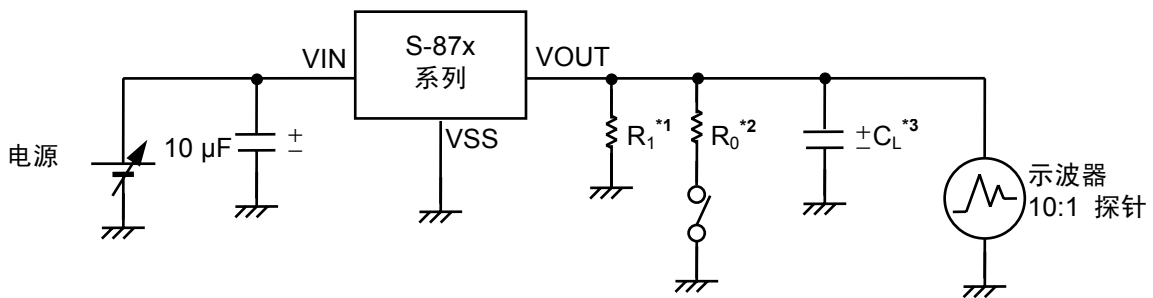 S-87x
系列
VIN
VOUT
VSS
电源
10 µF
+
−
R1*1
R0*2
+
−
CL*3
示波器
10:1 探针